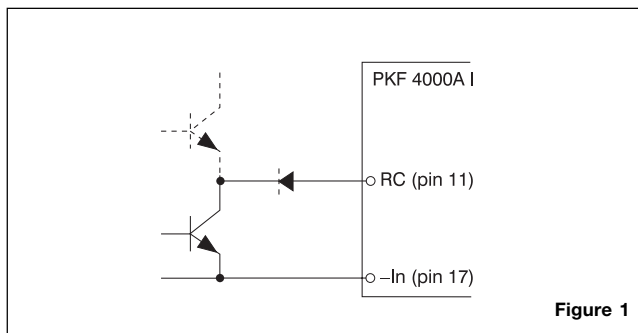 PKF 4000A I
RC (pin 11)
–In (pin 17)
Figure 1